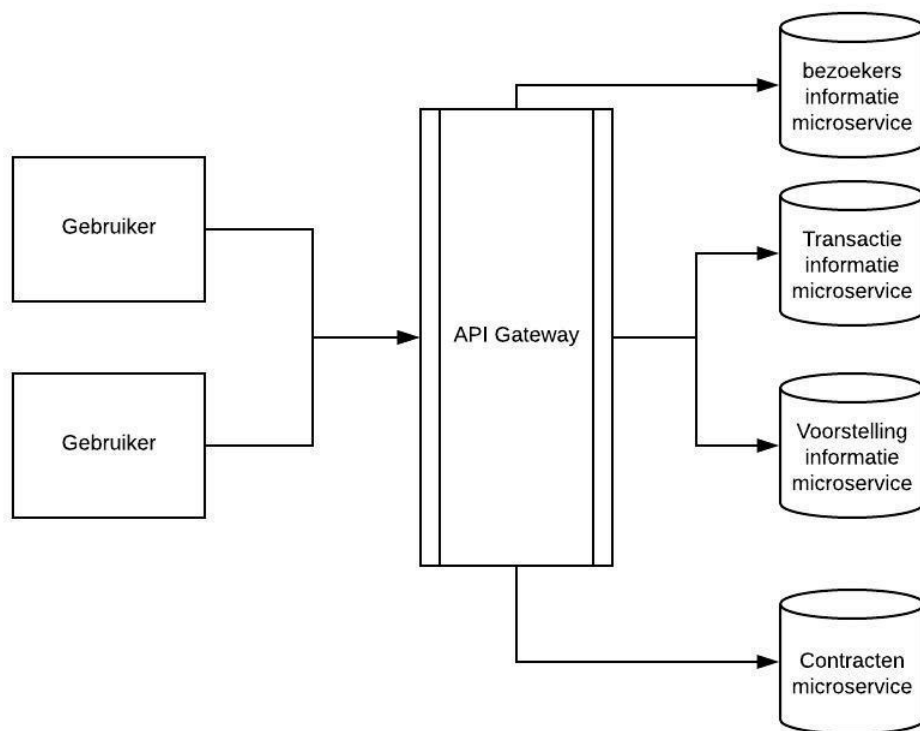 Gebruiker
Gebruiker
API Gateway
bezoekers
informatie
microservice
Transactie
informatie
microservice
Voorstelling
informatie
microservice
Contracten
microservice